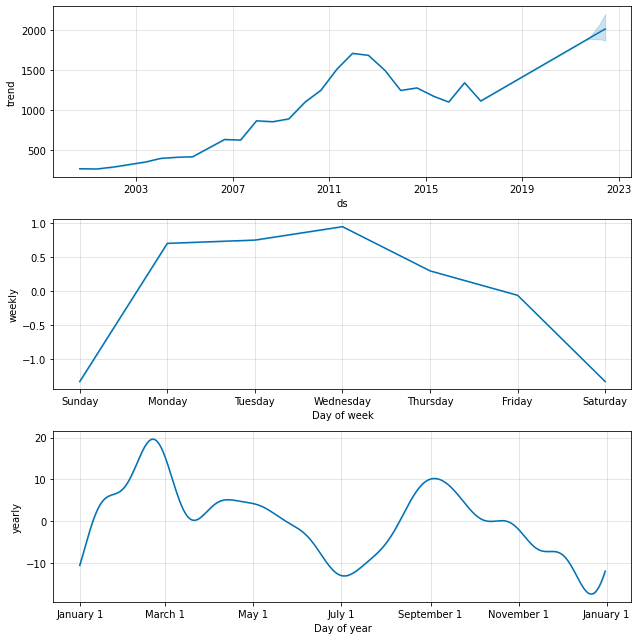 trend
2000
1500
1000
500
2003 2007 2011 2015 2019 2023
ds
weekly
1.0
0.5
0.0
−0.5
−1.0
Sunday Monday Tuesday Wednesday Thursday Friday Saturday
Day of week
yearly
20
10
0
−10
January 1 March 1 May 1 July 1 September 1 November 1 January 1
Day of year